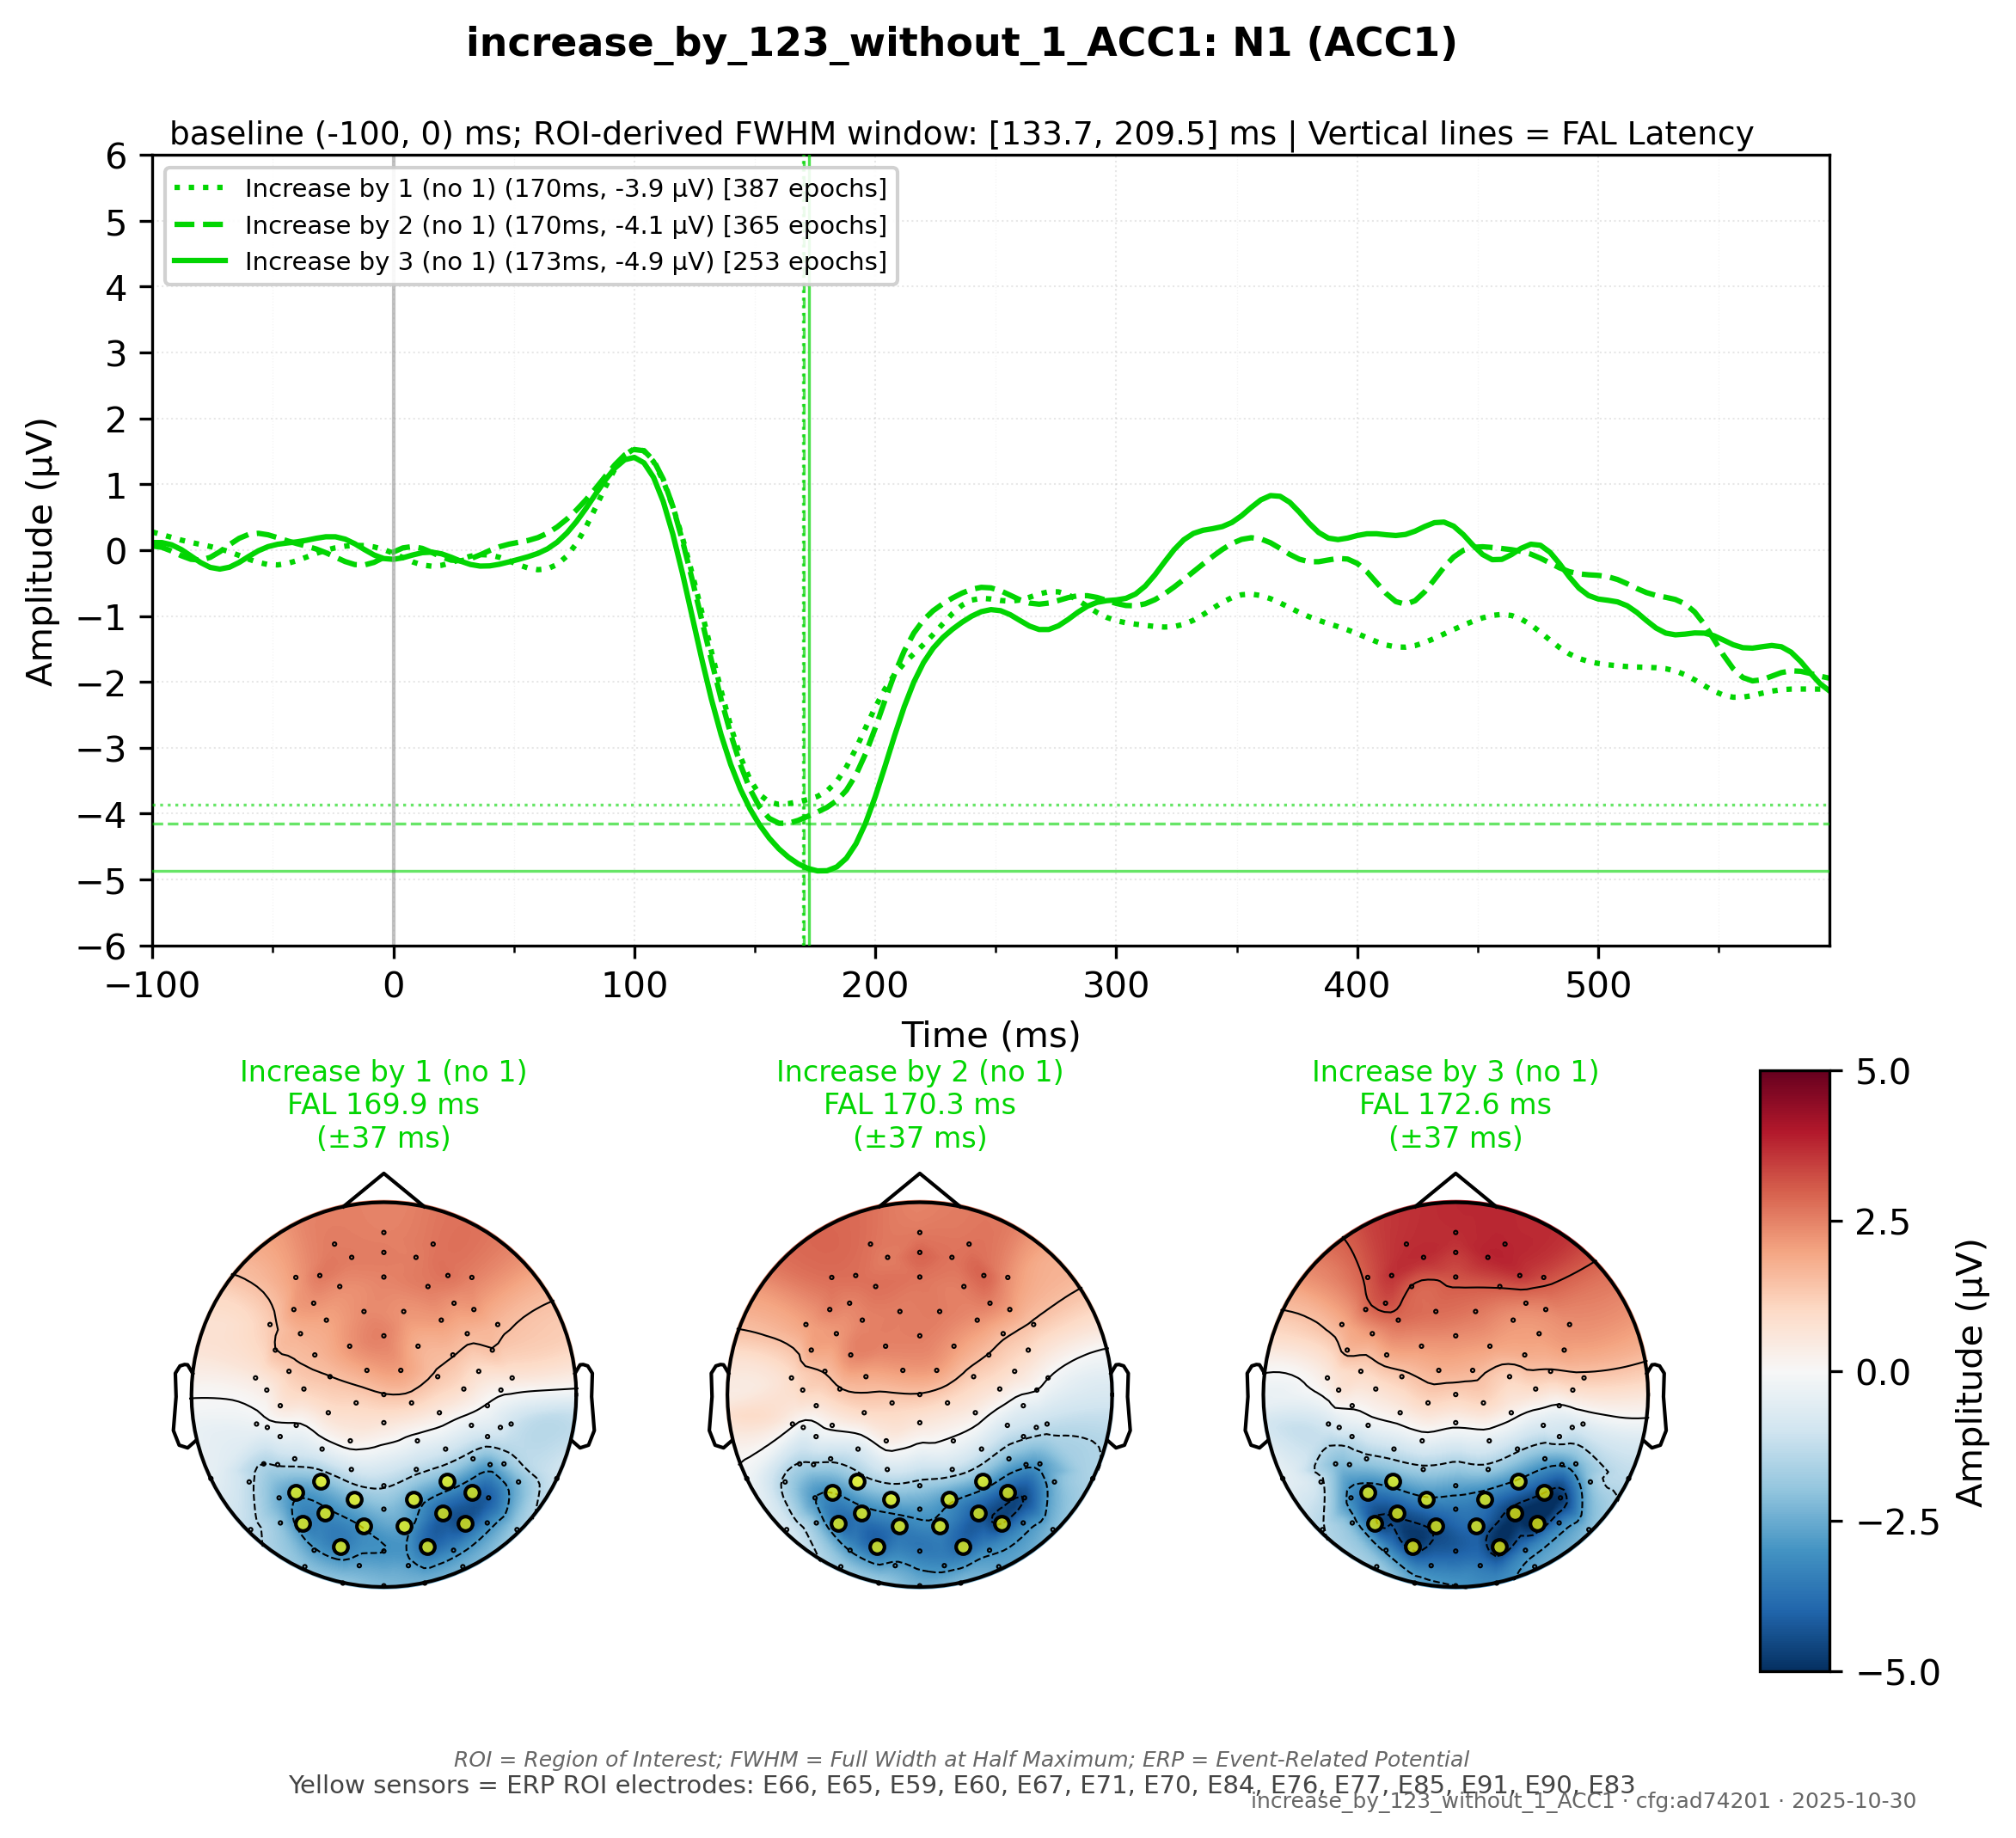 increase_by_123_without_1_ACC1: N1 (ACC1)
baseline (-100, 0) ms; ROI-derived FWHM window: [133.7, 209.5] ms | Vertical lines = FAL Latency
Increase by 1 (no 1) (170ms, -3.9 µV) [387 epochs]
Increase by 2 (no 1) (170ms, -4.1 µV) [365 epochs]
Increase by 3 (no 1) (173ms, -4.9 µV) [253 epochs]
Amplitude (µV)
6
5
4
3
2
1
0
−1
−2
−3
−4
−5
−6
−100 0 100 200 300 400 500
Time (ms)
Increase by 1 (no 1)
FAL 169.9 ms
(±37 ms)
Increase by 2 (no 1)
FAL 170.3 ms
(±37 ms)
Increase by 3 (no 1)
FAL 172.6 ms
(±37 ms)
5.0
2.5
0.0
−2.5
−5.0
Amplitude (µV)
ROI = Region of Interest; FWHM = Full Width at Half Maximum; ERP = Event-Related Potential
Yellow sensors = ERP ROI electrodes: E66, E65, E59, E60, E67, E71, E70, E84, E76, E77, E85, E91, E90, E83
increase_by_123_without_1_ACC1 · cfg:ad74201 · 2025-10-30